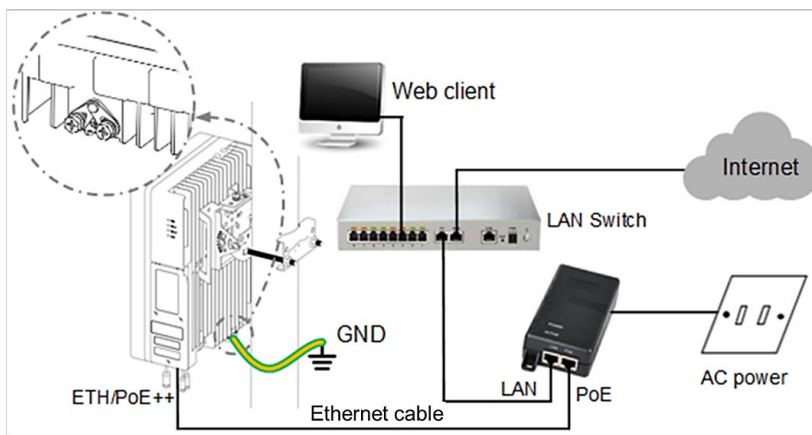 Web client
Internet
LAN Switch
GND
AC power
LAN
PoE
ETH/PoE++
Ethernet cable